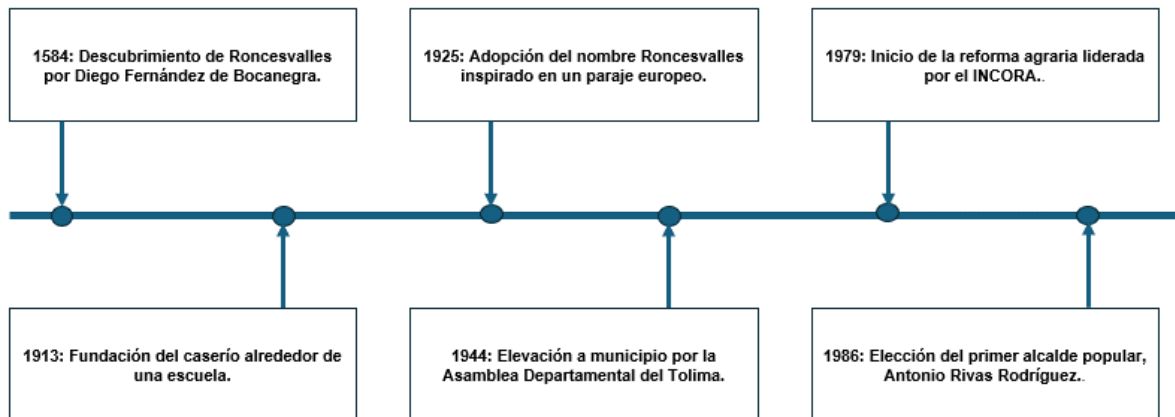 1584: Descubrimiento de Roncesvalles
por Diego Fernández de Bocanegra.
1925: Adopción del nombre Roncesvalles
inspirado en un paraje europeo.
1979: Inicio de la reforma agraria liderada
por el INCORA..
1913: Fundación del caserío alrededor de
una escuela.
1944: Elevación a municipio por la
Asamblea Departamental del Tolima.
1986: Elección del primer alcalde popular,
Antonio Rivas Rodríguez..